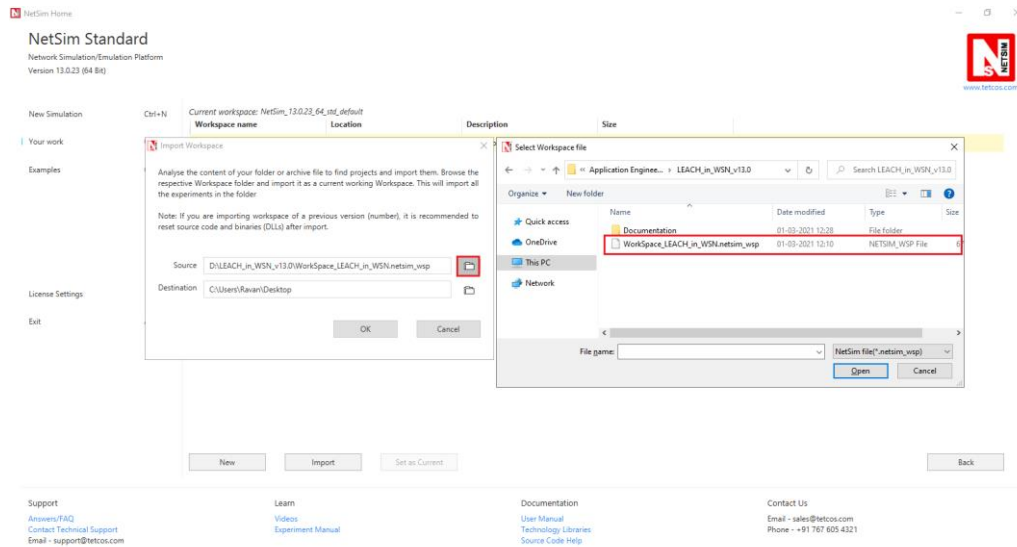 NetSim Home
NetSim Standard
Network Simulation/Emulation Platform
Version 13.0.23 (64 Bit)
NETSIM
www.tetcos.com
New Simulation Ctrl+N
Your work
Examples
License Settings
Exit
Current workspace: NetSim_13.0.23_64_std_default
Workspace name Location Description Size
Import Workspace
Analyse the content of your folder or archive file to find projects and import them. Browse the
respective Workspace folder and import it as a current working Workspace. This will import all
the experiments in the folder
Note: If you are importing workspace of a previous version (number), it is recommended to
reset source code and binaries (DLLs) after import.
Source D:\LEACH_in_WSN_v13.0\WorkSpace_LEACH_in_WSN.netsim_wsp
Destination C:\Users\Ravan\Desktop
OK Cancel
Select Workspace file
« Application Enginee... › LEACH_in_WSN_v13.0 Search LEACH_in_WSN_v13.0
Organize New folder
Quick access
OneDrive
This PC
Network
Name Date modified Type Size
Documentation 01-03-2021 12:28 File folder
WorkSpace_LEACH_in_WSN.netsim_wsp 01-03-2021 12:10 NETSIM_WSP File
File name: NetSim file(*.netsim_wsp)
Open Cancel
New Import Set as Current Back
Support
Answers/FAQ
Contact Technical Support
Email - support@tetcos.com
Learn
Videos
Experiment Manual
Documentation
User Manual
Technology Libraries
Source Code Help
Contact Us
Email - sales@tetcos.com
Phone - +91 767 605 4321